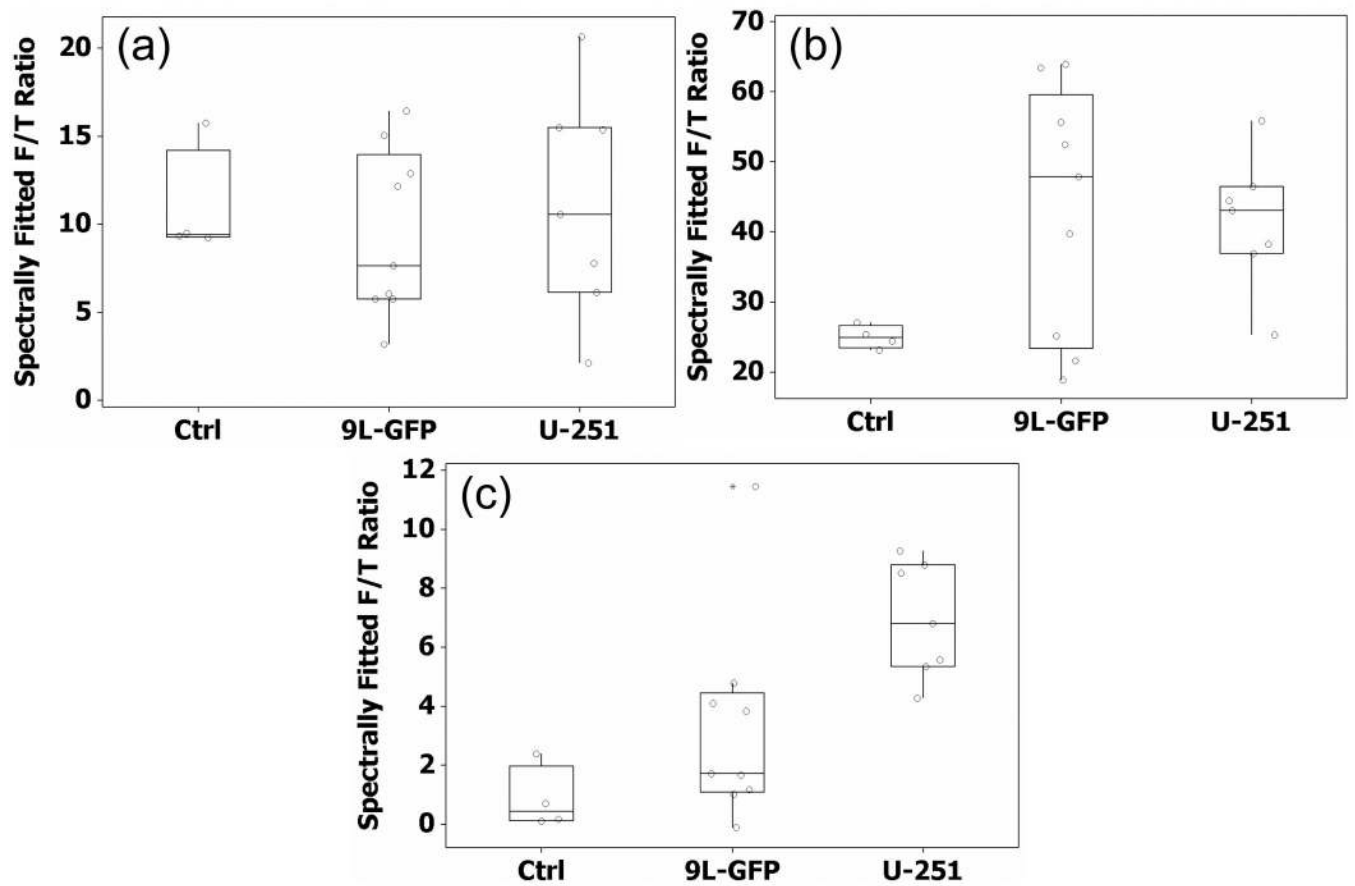 (a)
Spectrally Fitted F/T Ratio
20
15
10
5
0
Ctrl 9L-GFP U-251
(b)
Spectrally Fitted F/T Ratio
70
60
50
40
30
20
Ctrl 9L-GFP U-251
(c)
Spectrally Fitted F/T Ratio
12
10
8
6
4
2
0
Ctrl 9L-GFP U-251